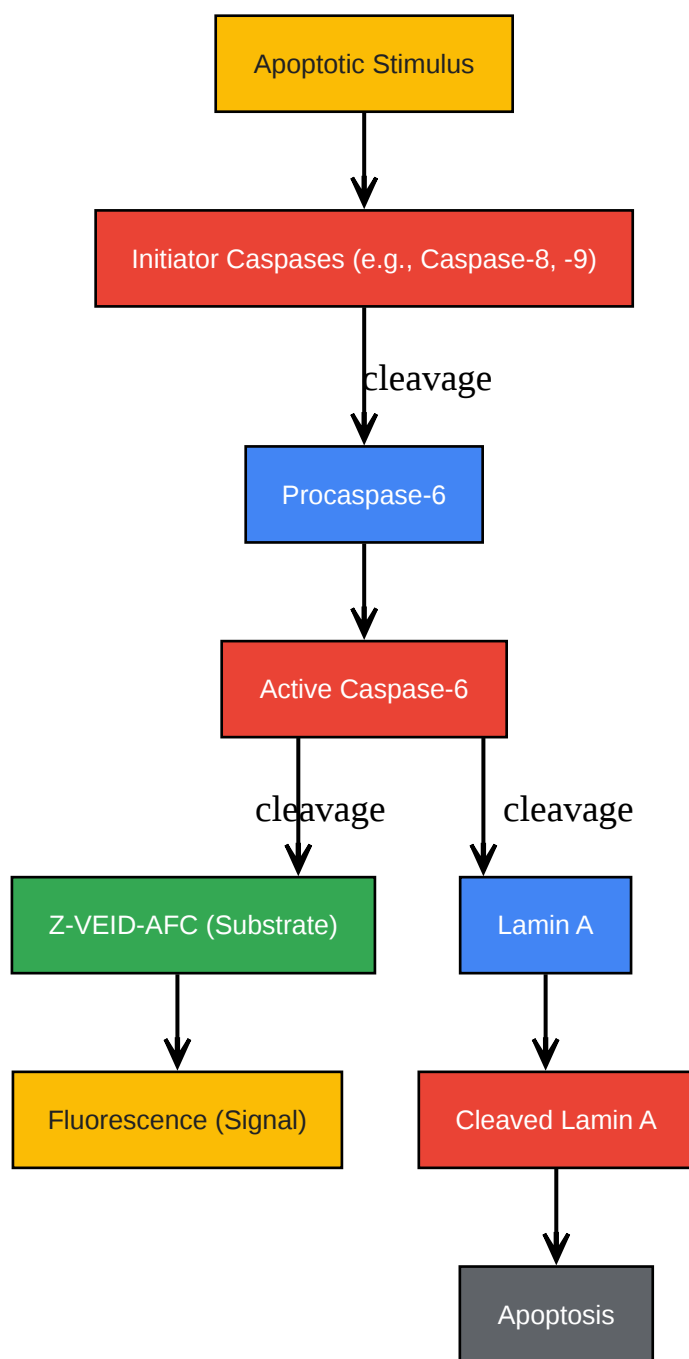 Apoptotic Stimulus
Initiator Caspases (e.g., Caspase-8, -9)
cleavage
Procaspase-6
Active Caspase-6
cleavage
cleavage
Z-VEID-AFC (Substrate)
Lamin A
Fluorescence (Signal)
Cleaved Lamin A
Apoptosis